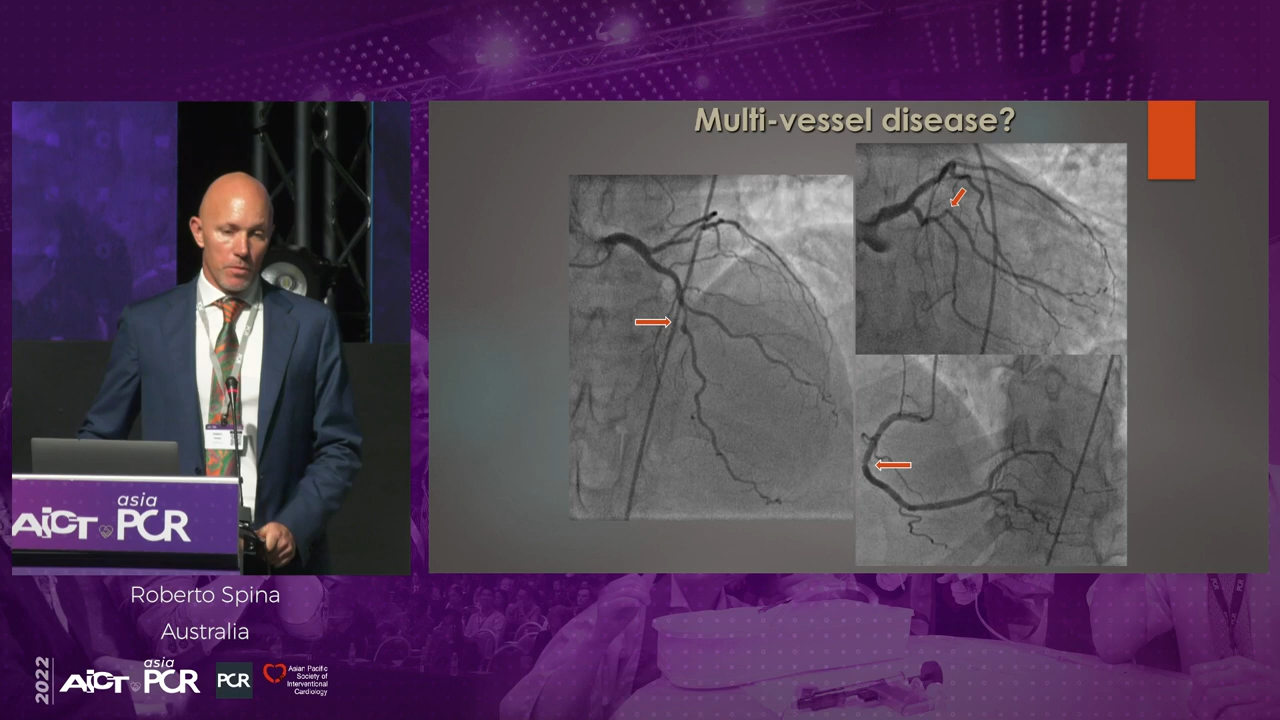 Multi-vessel disease?
asia
AICT PCR
Roberto Spina
Australia
2022
asia
AICT PCR
PCR
Asian Pacific
Society of
Interventional
Cardiology